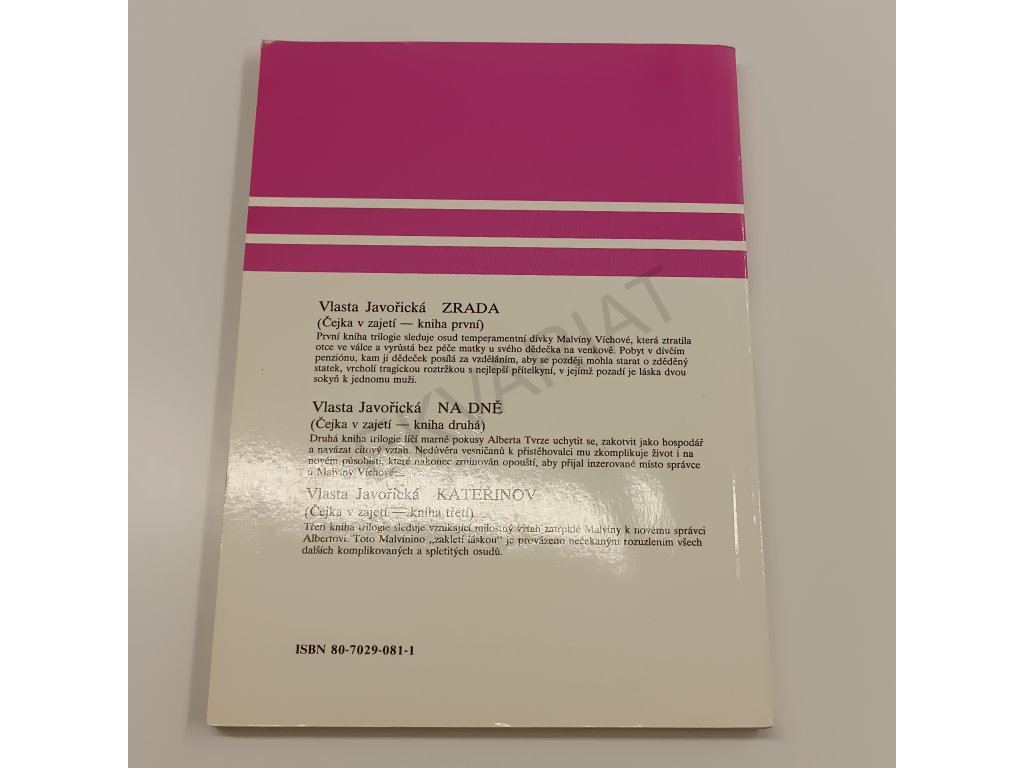 Vlasta Javořická ZRADA
(Čejka v zajetí — kniha první)
První kniha trilogie sleduje osud temperamentní dívky Malvíny Víchové, která ztratila
otce ve válce a vyrůstá bez péče matky u svého dědečka na venkově. Pobyt v dívčím
penziónu, kam ji dědeček posílá za vzděláním, aby se později mohla starat o zděděný
statek, vrcholí tragickou roztržkou s nejlepší přítelkyní, v jejímž pozadí je láska dvou
sokyň k jednomu muži.
Vlasta Javořická NA DNĚ
(Čejka v zajetí — kniha druhá)
Druhá kniha trilogie líčí marné pokusy Alberta Tvrze uchytit se, zakotvit jako hospodář
a navázat citový vztah. Nedůvěra vesničanů k přistěhovalci mu zkomplikuje život i na
novém působišti, které nakonec zruinován opouští, aby přijal inzerované místo správce
u Malvíny Víchové.
Vlasta Javořická KATEŘINOV
(Čejka v zajetí — kniha třetí)
Třetí kniha trilogie sleduje vznikající milostný vztah zatrpklé Malvíny k novému správci
Albertovi. Toto Malvínino „zakletí láskou" je provázeno nečekaným rozuzlením všech
dalších komplikovaných a spletitých osudů.
ISBN 80-7029-081-1